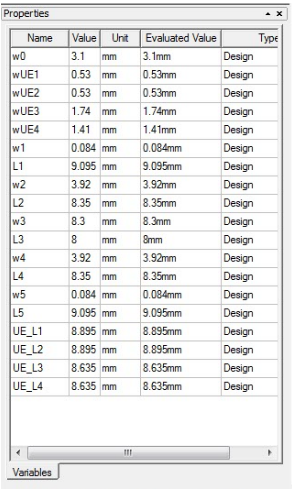 Properties
Name Value Unit Evaluated Value Type
w0 3.1 mm 3.1mm Design
wUE1 0.53 mm 0.53mm Design
wUE2 0.53 mm 0.53mm Design
wUE3 1.74 mm 1.74mm Design
wUE4 1.41 mm 1.41mm Design
w1 0.084 mm 0.084mm Design
L1 9.095 mm 9.095mm Design
w2 3.92 mm 3.92mm Design
L2 8.35 mm 8.35mm Design
w3 8.3 mm 8.3mm Design
L3 8 mm 8mm Design
w4 3.92 mm 3.92mm Design
L4 8.35 mm 8.35mm Design
w5 0.084 mm 0.084mm Design
L5 9.095 mm 9.095mm Design
UE_L1 8.895 mm 8.895mm Design
UE_L2 8.895 mm 8.895mm Design
UE_L3 8.635 mm 8.635mm Design
UE_L4 8.635 mm 8.635mm Design
Variables